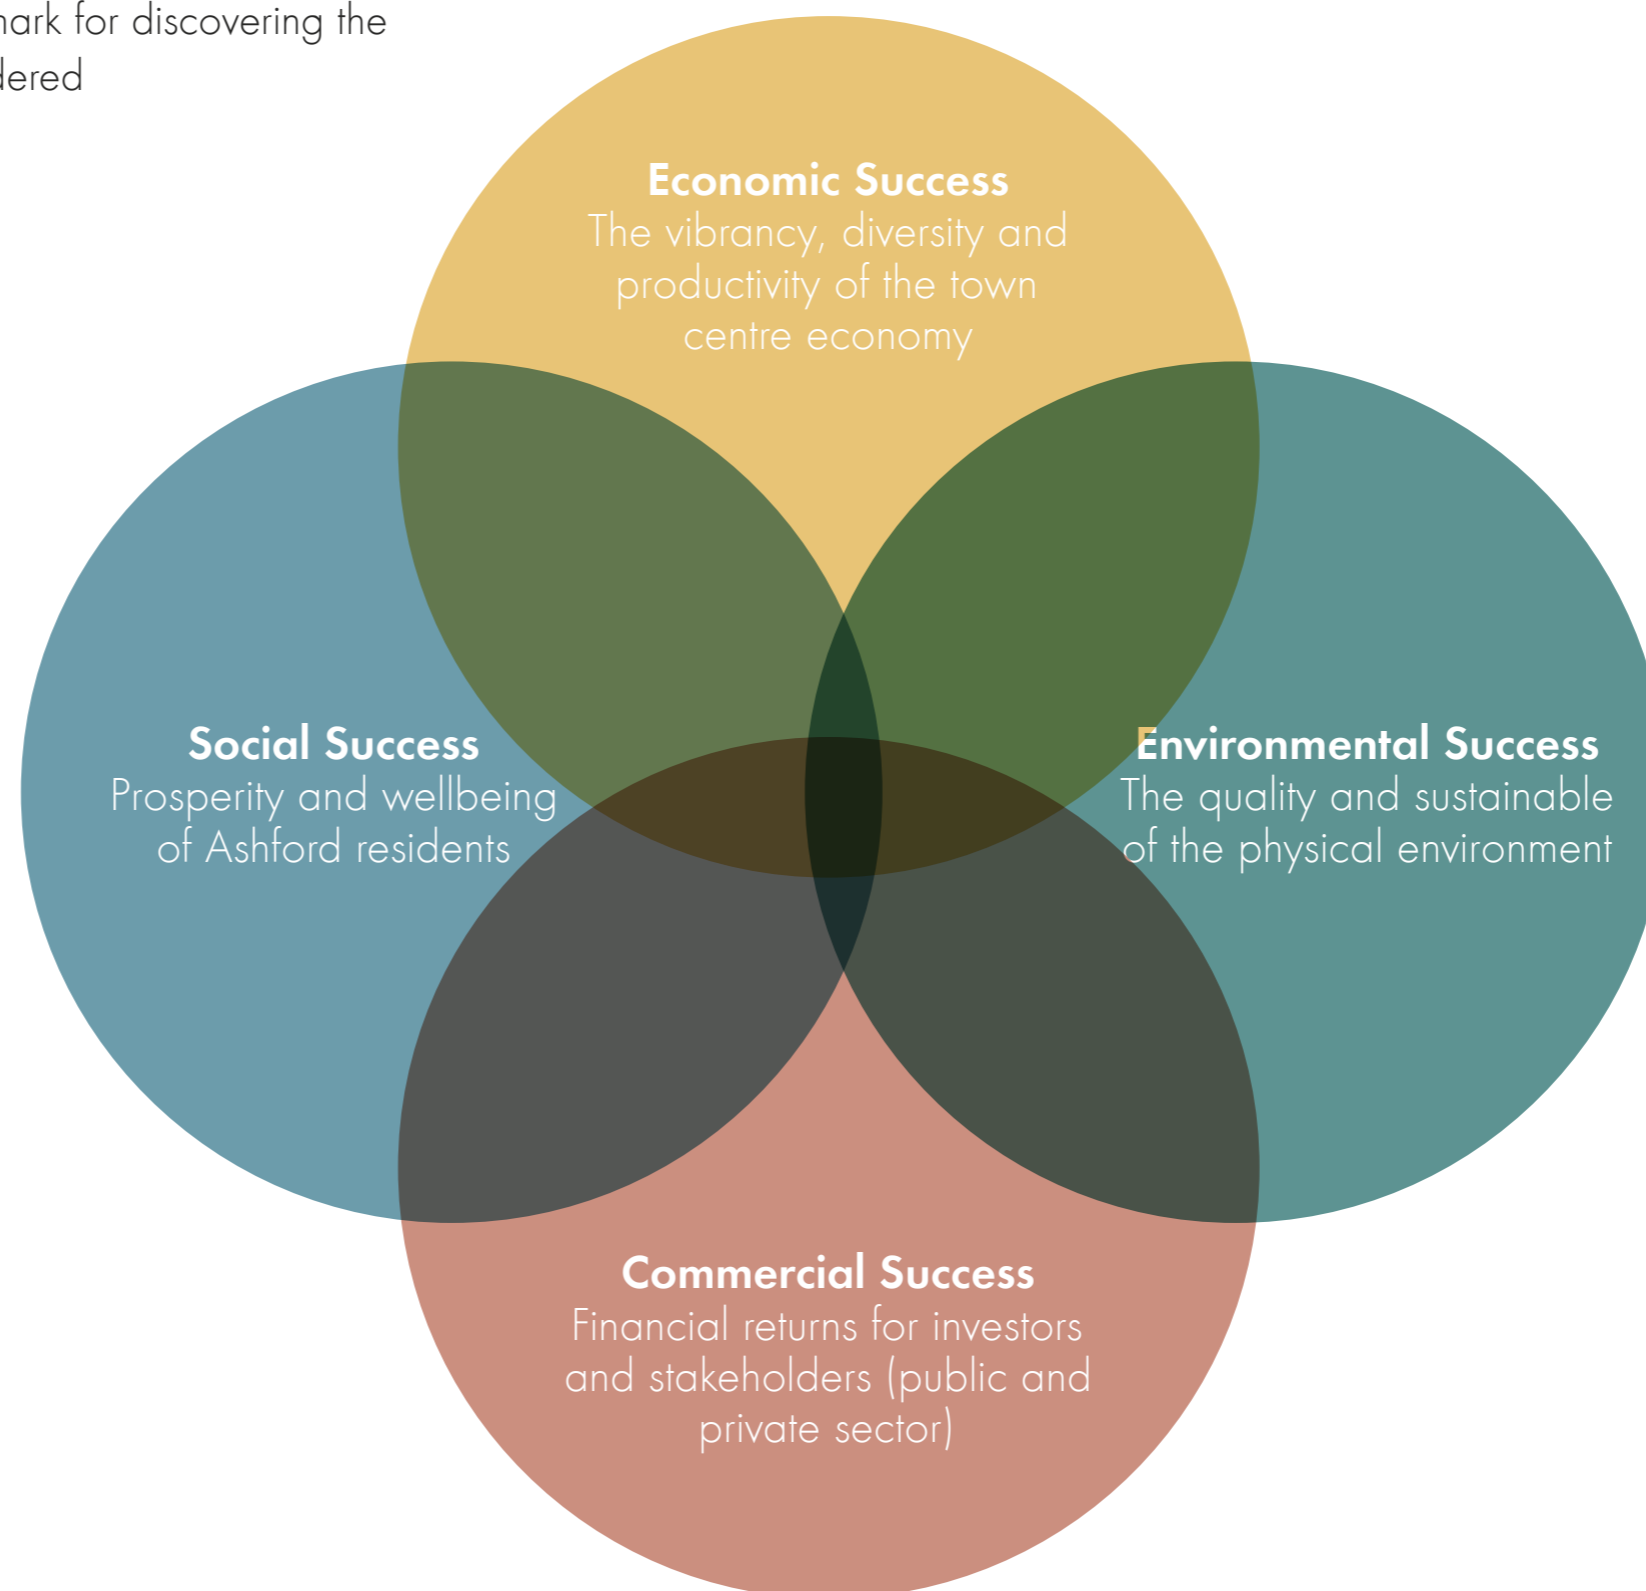 for discovering the
Economic Success
The vibrancy, diversity and
productivity of the town
centre economy
Social Success
Prosperity and wellbeing
of Ashford residents
Environmental Success
The quality and sustainable
of the physical environment
Commercial Success
Financial returns for investors
and stakeholders (public and
private sector)